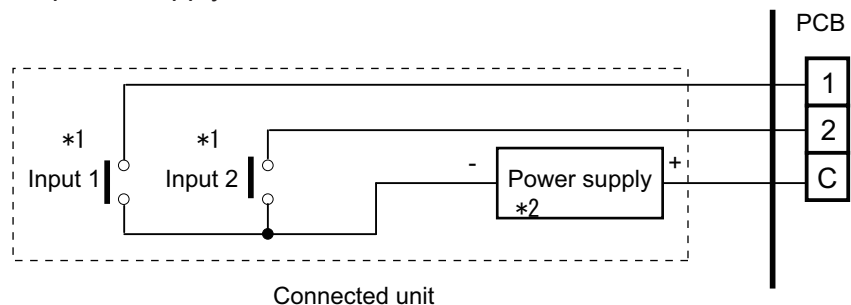 PCB
1
2
C
*1
*1
Input 1
Input 2
-
+
Power supply
*2
Connected unit